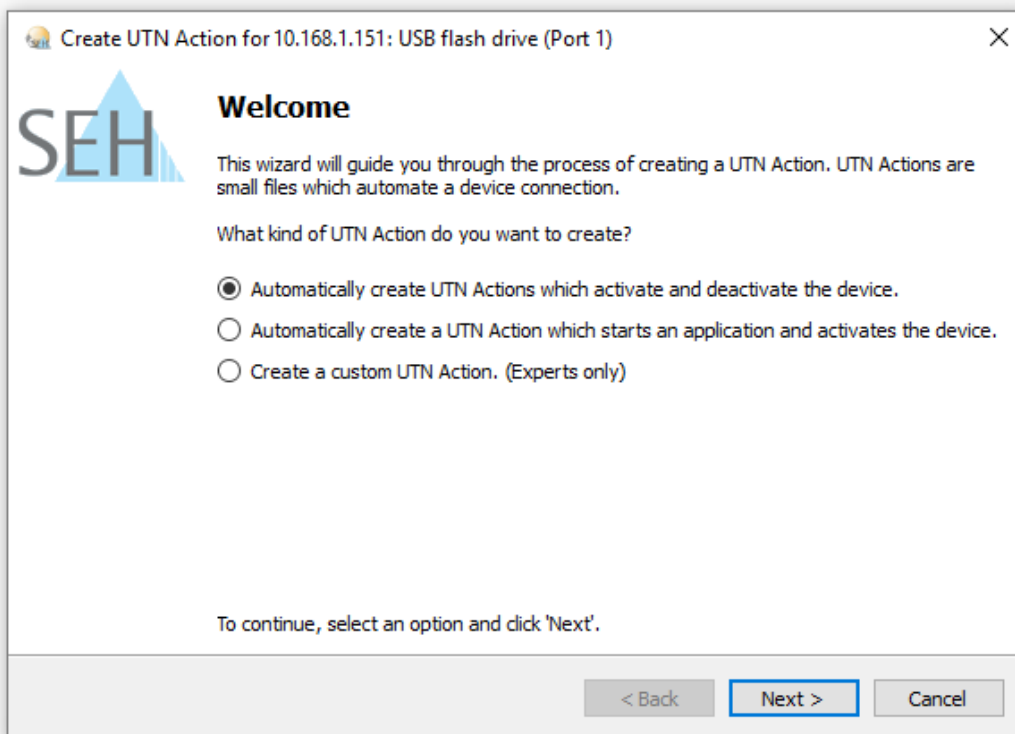 Create UTN Action for 10.168.1.151: USB flash drive (Port 1)
SEH
Welcome
This wizard will guide you through the process of creating a UTN Action. UTN Actions are
small files which automate a device connection.
What kind of UTN Action do you want to create?
Automatically create UTN Actions which activate and deactivate the device.
Automatically create a UTN Action which starts an application and activates the device.
Create a custom UTN Action. (Experts only)
To continue, select an option and click 'Next'.
< Back
Next >
Cancel